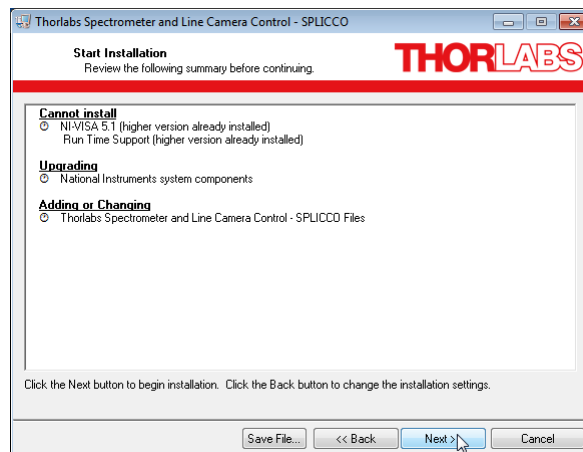 Thorlabs Spectrometer and Line Camera Control - SPLICCO
Start Installation
Review the following summary before continuing.
THORLABS
Cannot install
NI-VISA 5.1 (higher version already installed)
Run Time Support (higher version already installed)
Upgrading
National Instruments system components
Adding or Changing
Thorlabs Spectrometer and Line Camera Control - SPLICCO Files
Click the Next button to begin installation. Click the Back button to change the installation settings.
Save File... << Back Next >> Cancel